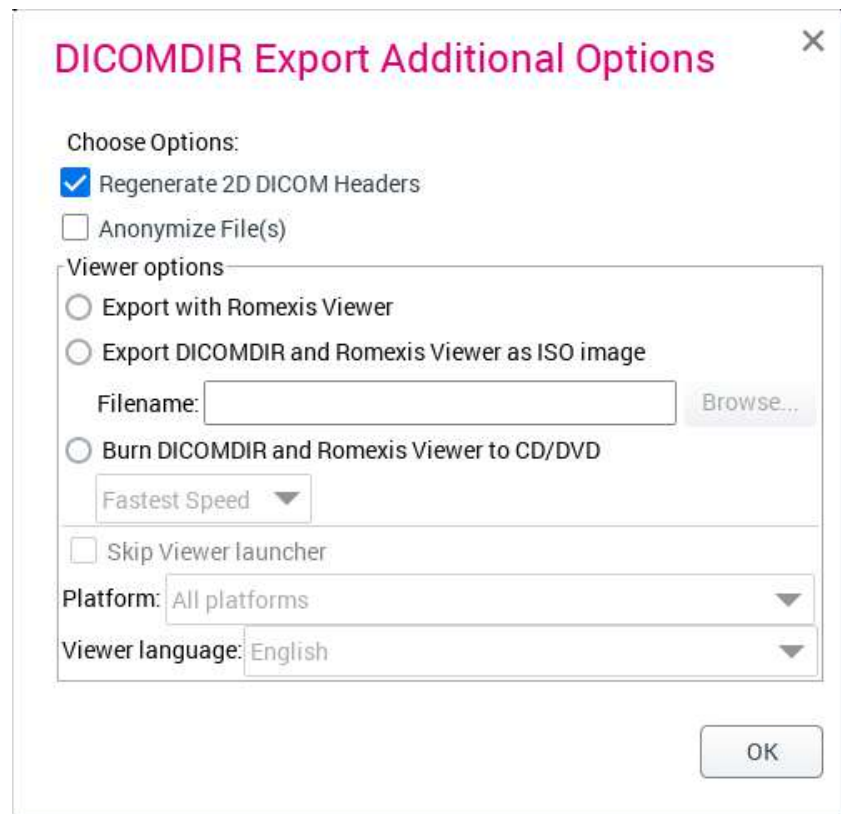 DICOMDIR Export Additional Options
Choose Options:
Regenerate 2D DICOM Headers
Anonymize File(s)
Viewer options
Export with Romexis Viewer
Export DICOMDIR and Romexis Viewer as ISO image
Filename:
Browse...
Burn DICOMDIR and Romexis Viewer to CD/DVD
Fastest Speed
Skip Viewer launcher
Platform: All platforms
Viewer language: English
OK